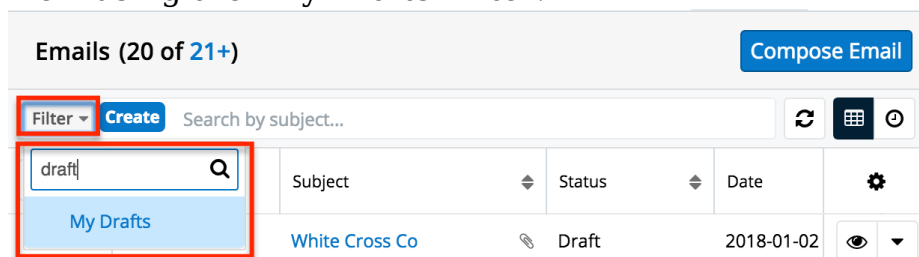 Emails (20 of 21+) Compose Email
Filter Create Search by subject...
draft
Subject Status Date
My Drafts
White Cross Co Draft 2018-01-02